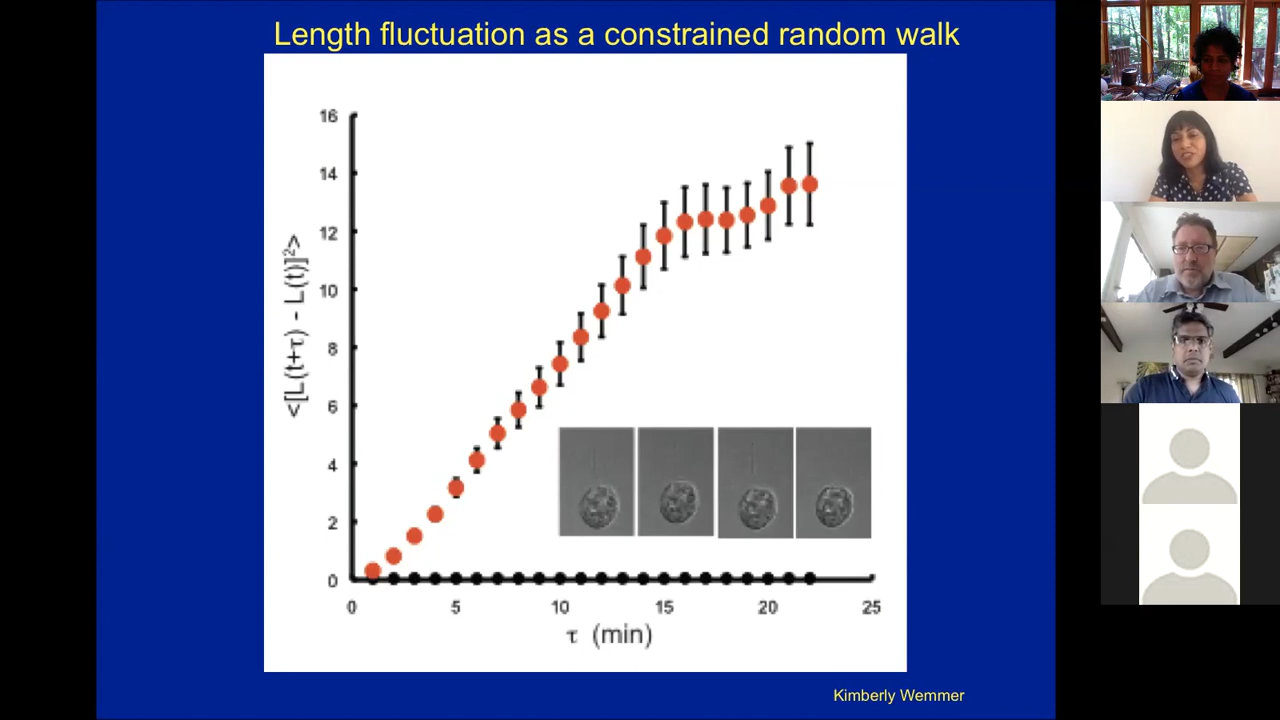 Length fluctuation as a constrained random walk
16
14
12
10
8
6
4
2
0
<[L(t+τ) - L(t)]²>
0 5 10 15 20 25
τ (min)
Kimberly Wemmer